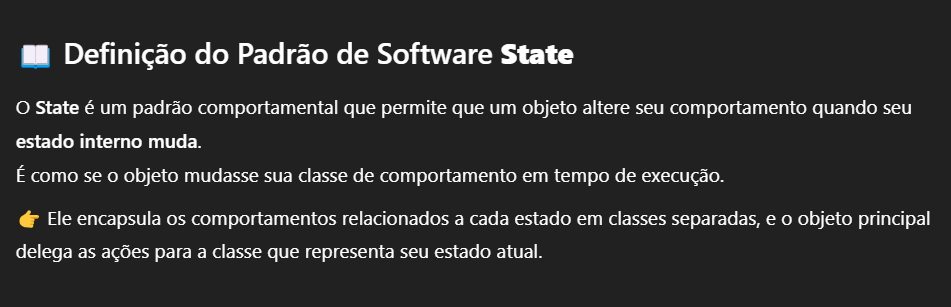 📖 Definição do Padrão de Software State
O State é um padrão comportamental que permite que um objeto altere seu comportamento quando seu
estado interno muda.
É como se o objeto mudasse sua classe de comportamento em tempo de execução.
👉 Ele encapsula os comportamentos relacionados a cada estado em classes separadas, e o objeto principal
delega as ações para a classe que representa seu estado atual.